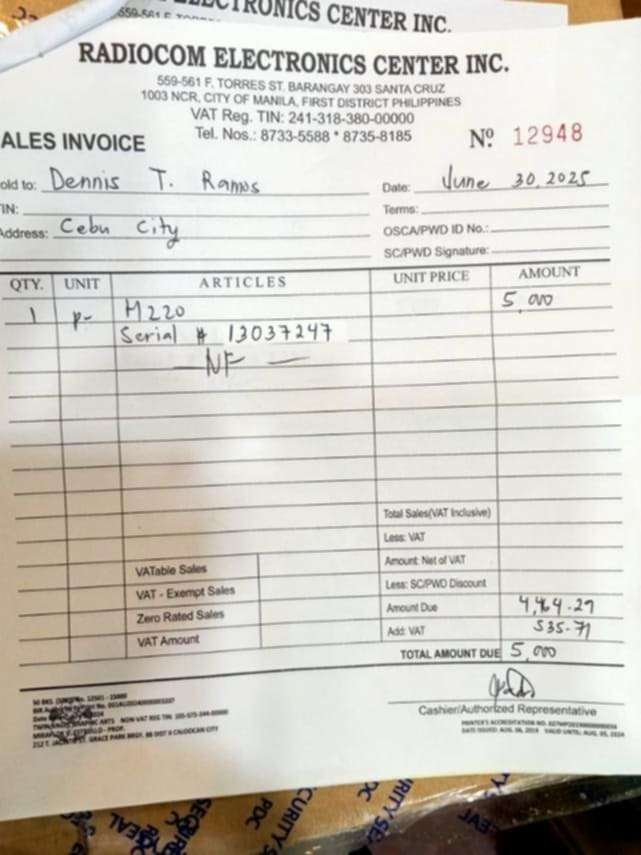 ELECTRONICS CENTER INC.
RADIOCOM ELECTRONICS CENTER INC.
559-561 F. TORRES ST. BARANGAY 303 SANTA CRUZ
1003 NCR, CITY OF MANILA, FIRST DISTRICT PHILIPPINES
VAT Reg. TIN: 241-318-380-00000
Tel. Nos.: 8733-5588 * 8735-8185
ALES INVOICE
Nº 12948
old to: Dennis T. Ramos
Date: June 30, 2025
TIN:
Terms:
Address: Cebu City
OSCA/PWD ID No.:
SC/PWD Signature:
QTY. UNIT ARTICLES UNIT PRICE AMOUNT
1 p- M220 5,000
Serial # 13037247
— NF —
Total Sales(VAT Inclusive)
Less: VAT
VATable Sales Amount: Net of VAT
VAT - Exempt Sales Less: SC/PWD Discount
Zero Rated Sales Amount Due 4,464-29
VAT Amount Add: VAT 535-71
TOTAL AMOUNT DUE 5,000
Cashier/Authorized Representative